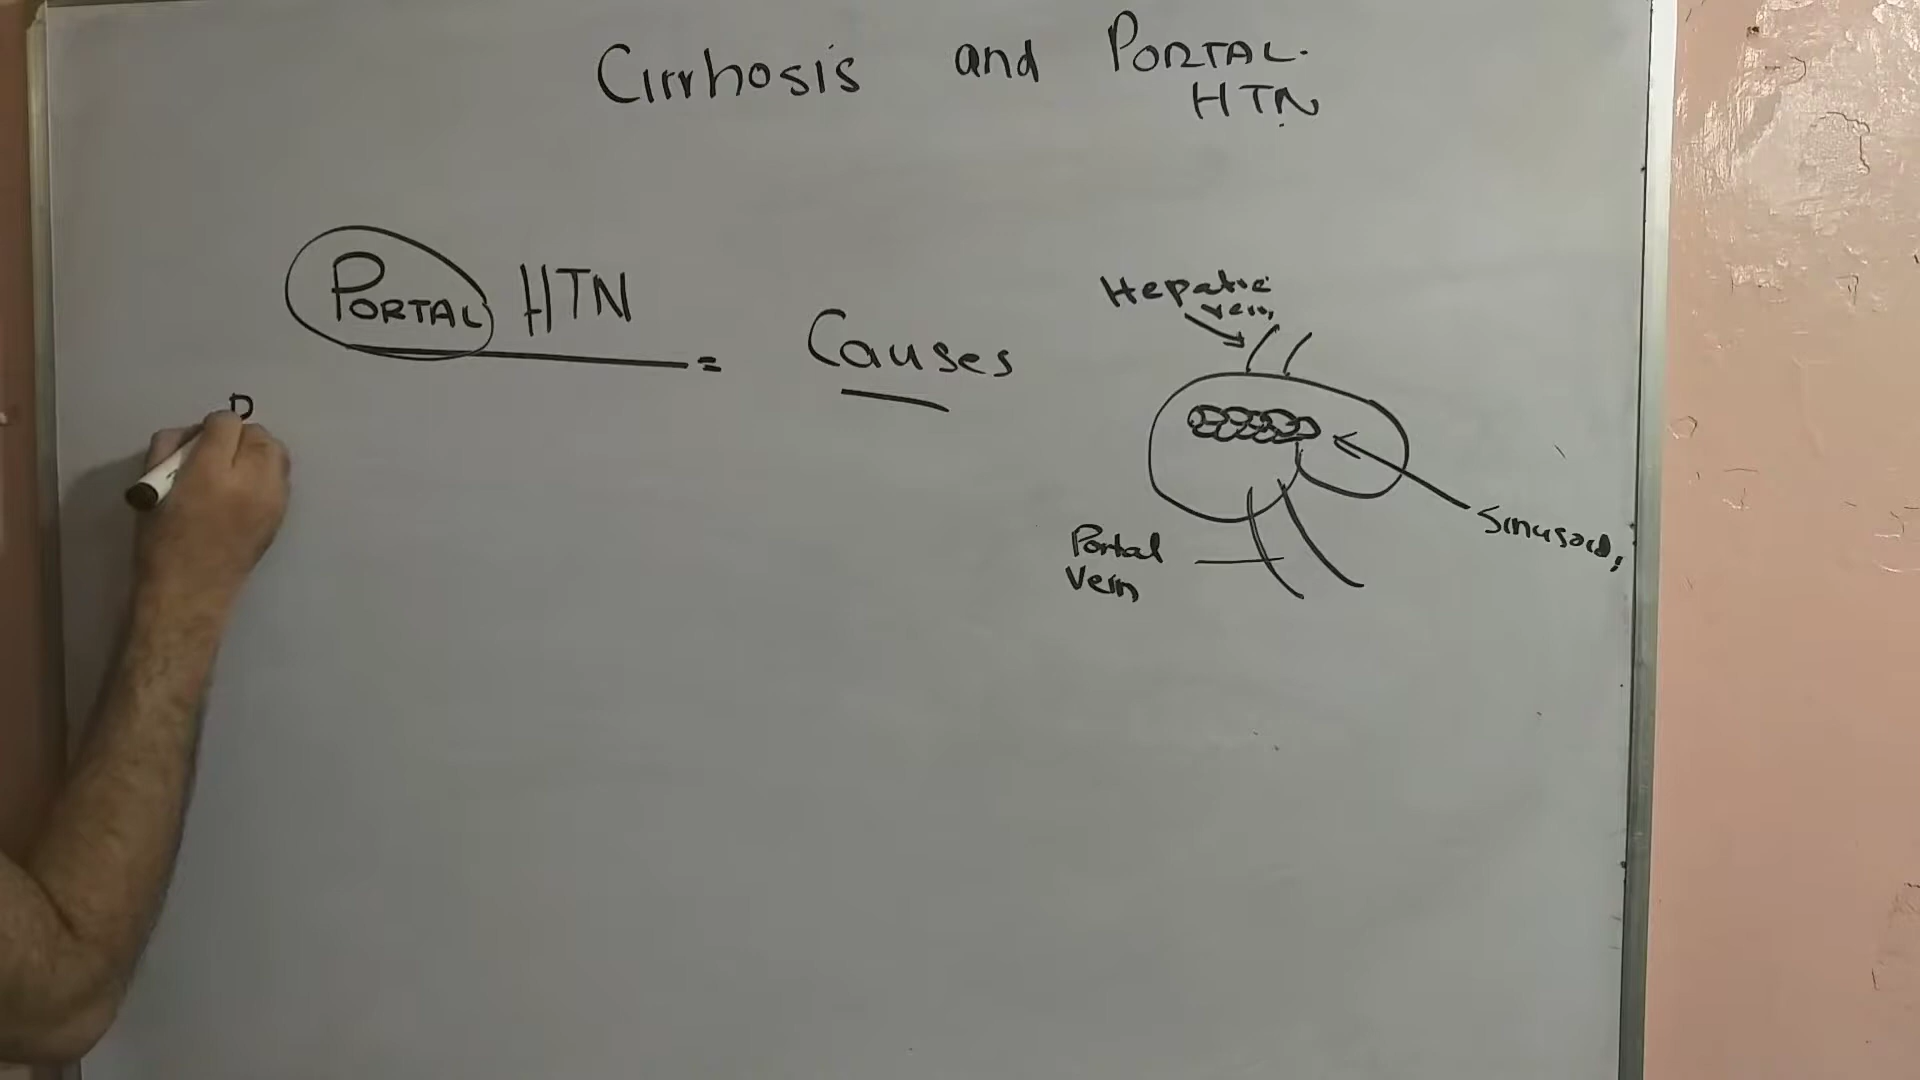 Cirrhosis and PORTAL.
HTN
PORTAL HTN = Causes
Hepatic
vein,
Sinusoid,
Portal
Vein
P